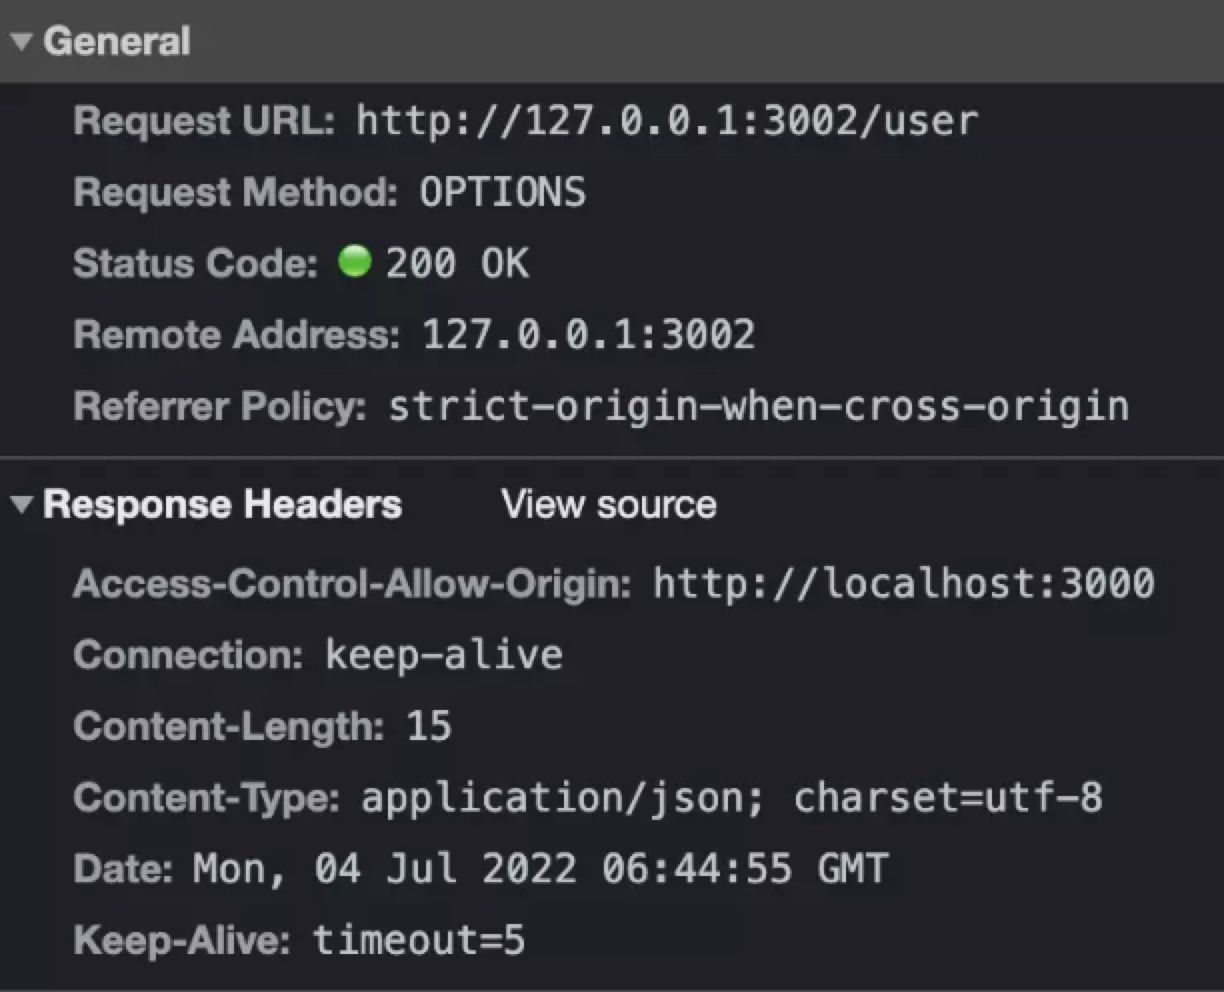 General
Request URL: http://127.0.0.1:3002/user
Request Method: OPTIONS
Status Code: 200 OK
Remote Address: 127.0.0.1:3002
Referrer Policy: strict-origin-when-cross-origin
Response Headers View source
Access-Control-Allow-Origin: http://localhost:3000
Connection: keep-alive
Content-Length: 15
Content-Type: application/json; charset=utf-8
Date: Mon, 04 Jul 2022 06:44:55 GMT
Keep-Alive: timeout=5